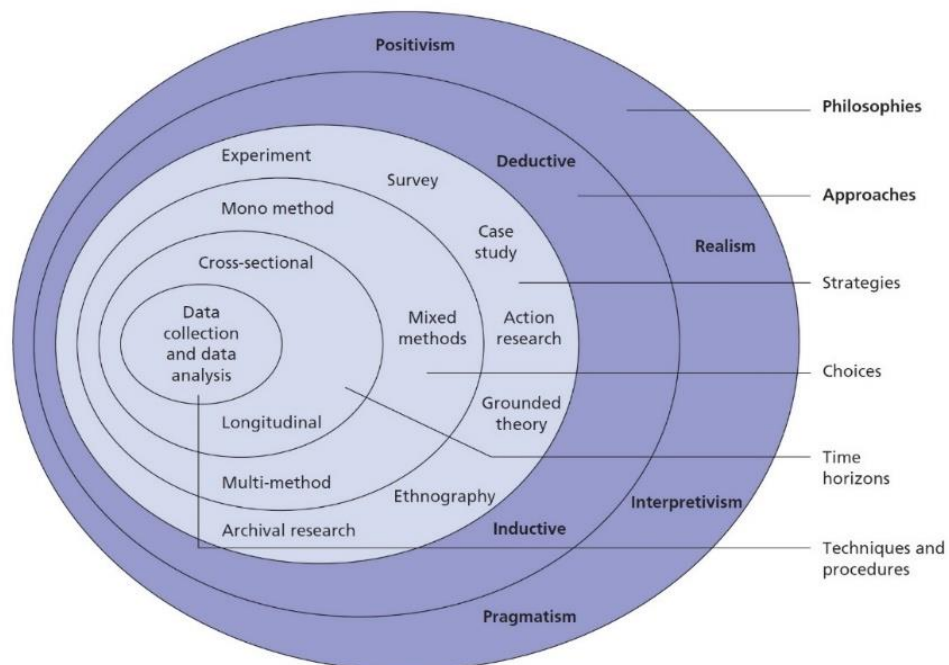 Positivism
Philosophies
Deductive
Approaches
Experiment
Survey
Mono method
Case
study
Realism
Cross-sectional
Strategies
Data
collection
and data
analysis
Mixed
methods
Action
research
Choices
Grounded
theory
Longitudinal
Time
horizons
Multi-method
Ethnography
Interpretivism
Archival research
Inductive
Techniques and
procedures
Pragmatism